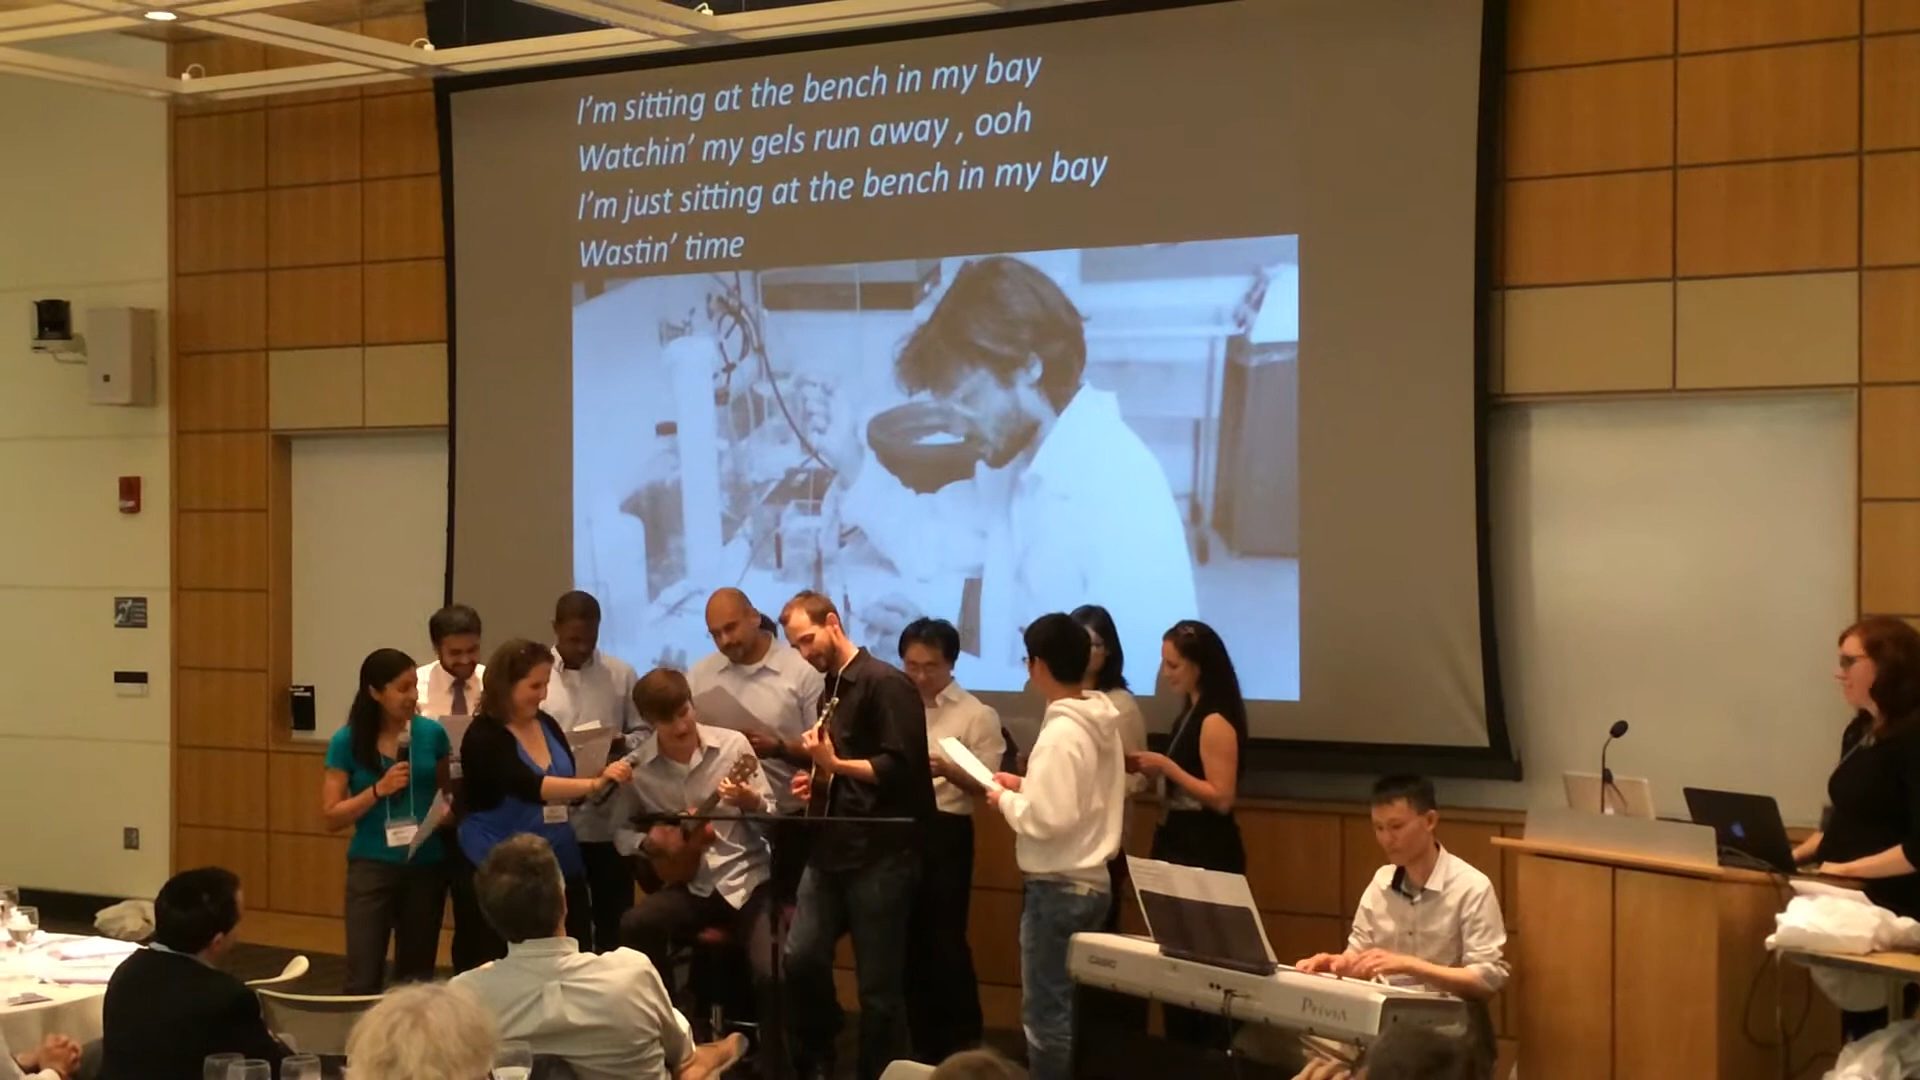 I'm sitting at the bench in my bay
Watchin' my gels run away , ooh
I'm just sitting at the bench in my bay
Wastin' time
CASIO
Privia